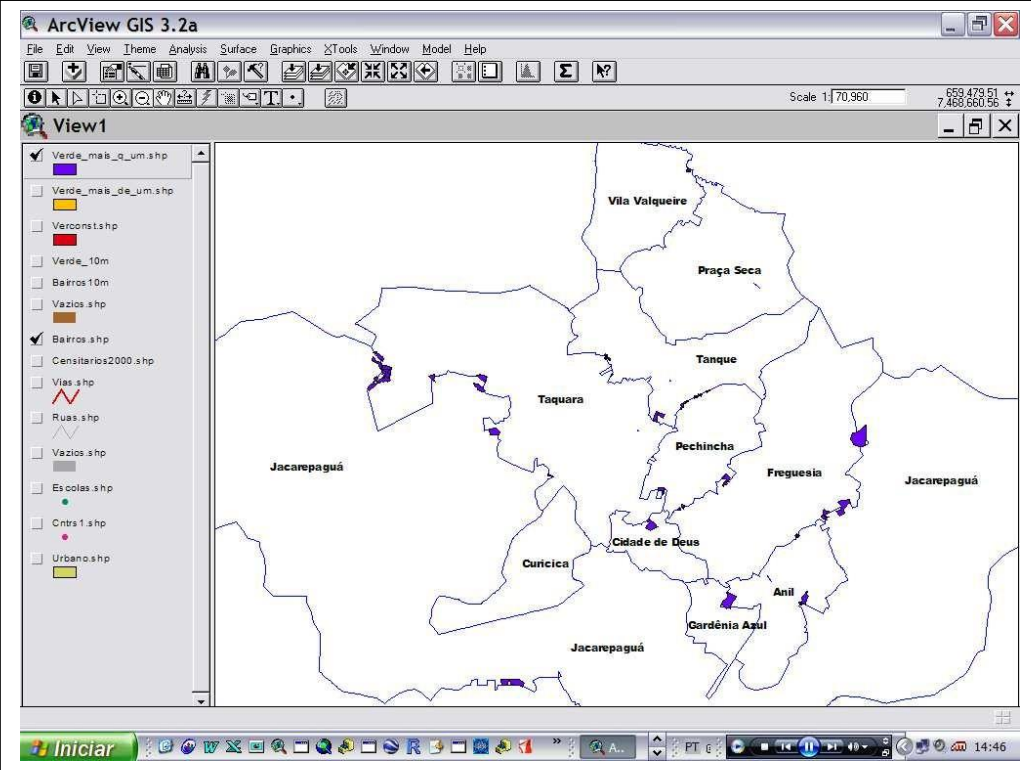 ArcView GIS 3.2a
File Edit View Theme Analysis Surface Graphics XTools Window Model Help
Scale 1: 70,960
659,479.51
7,468,660.56
View1
Verde_mais_q_um.shp
Verde_mais_de_um.shp
Verconst.shp
Verde_10m
Bairros10m
Vazios.shp
Bairros.shp
Censitarios2000.shp
Vias.shp
Ruas.shp
Vazios.shp
Escolas.shp
Cntrs1.shp
Urbano.shp
Vila Valqueire
Praça Seca
Tanque
Taquara
Pechincha
Jacarepaguá
Freguesia
Jacarepaguá
Cidade de Deus
Curicica
Anil
Gardênia Azul
Jacarepaguá
Iniciar
A..
PT
14:46